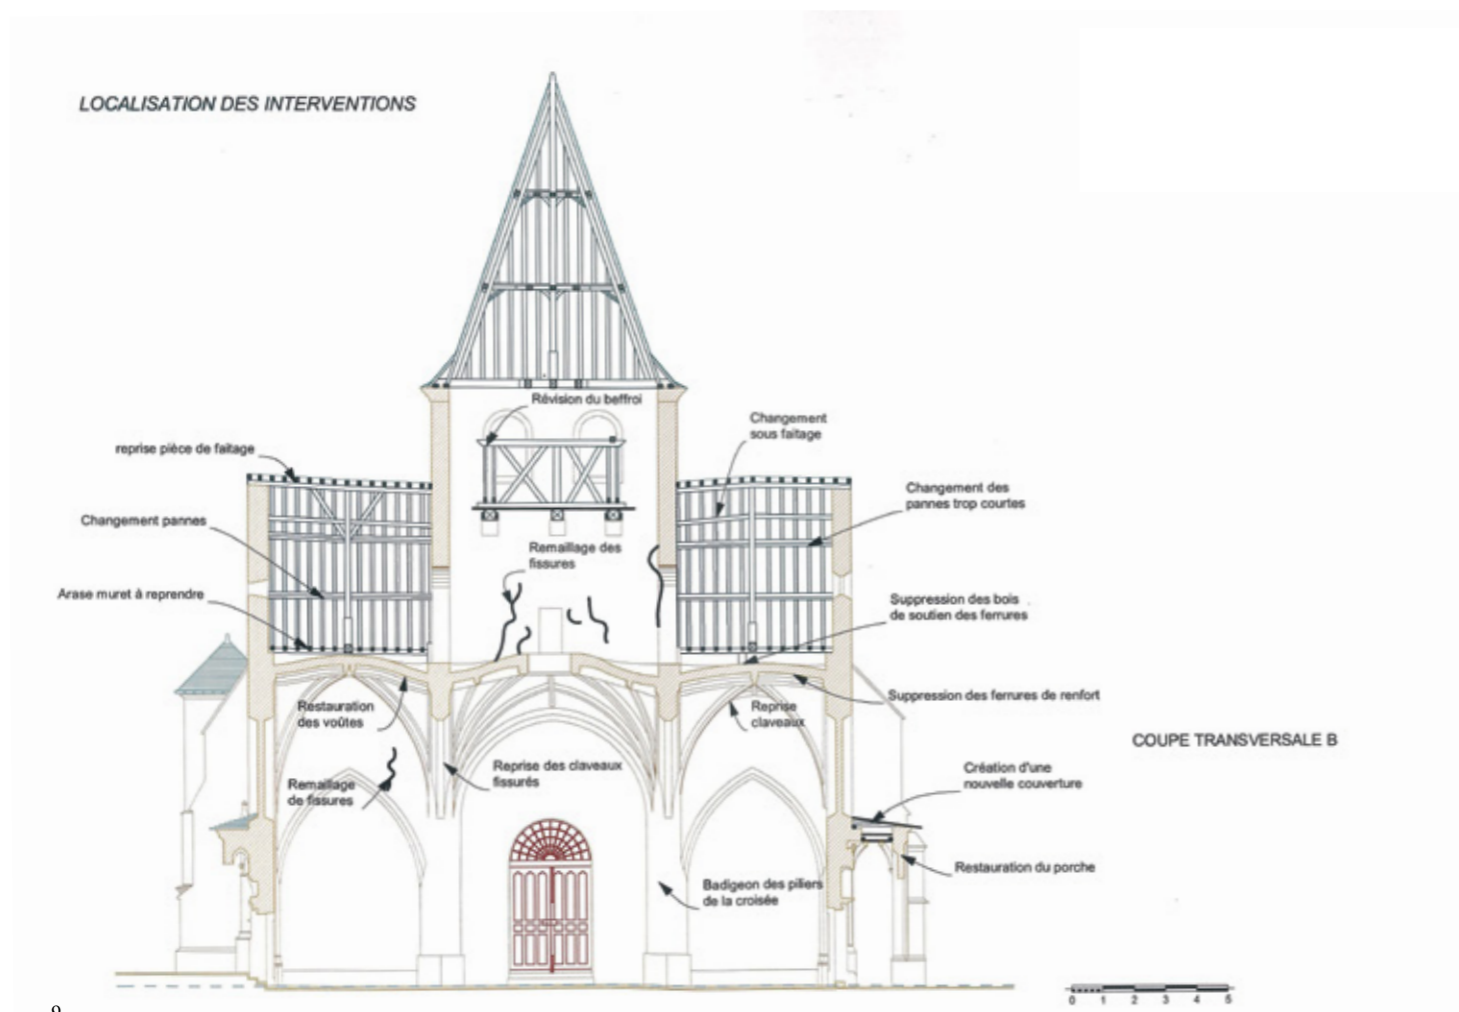 LOCALISATION DES INTERVENTIONS
Révision du beffroi
Changement
sous faitage
reprise pièce de faitage
Changement des
pannes trop courtes
Changement pannes
Remaillage des
fissures
Arase muret à reprendre
Suppression des bois
de soutien des ferrures
Suppression des ferrures de renfort
Restauration
des voûtes
Reprise
claveaux
COUPE TRANSVERSALE B
Reprise des claveaux
fissurés
Remaillage
de fissures
Création d'une
nouvelle couverture
Restauration du porche
Badigeon des piliers
de la croisée
0 1 2 3 4 5
9